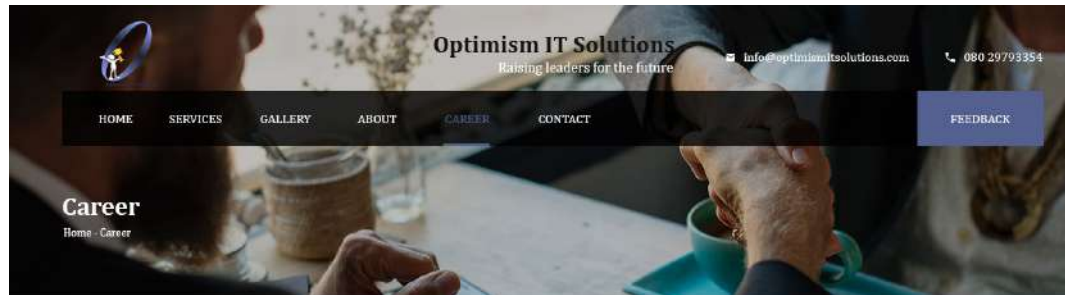 Optimism IT Solutions
Raising leaders for the future
info@optimismitsolutions.com
080 29793354
HOME SERVICES GALLERY ABOUT CAREER CONTACT FEEDBACK
Career
Home - Career